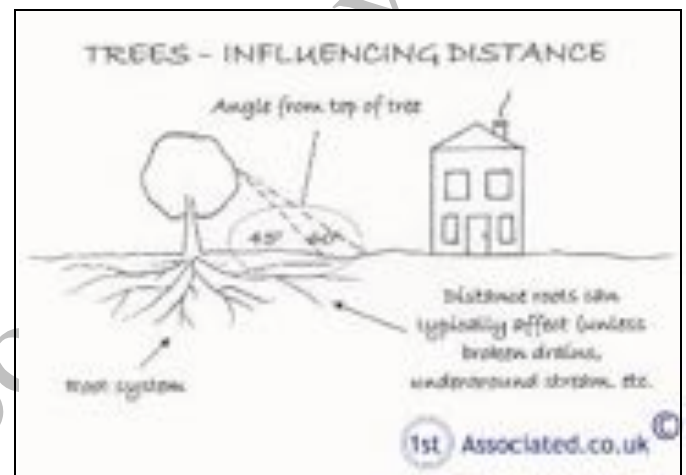 TREES - INFLUENCING DISTANCE
Angle from top of tree
45° 60°
Distance roots can
typically affect (unless
broken drains,
underground stream etc.
Root system
1st Associated.co.uk ©